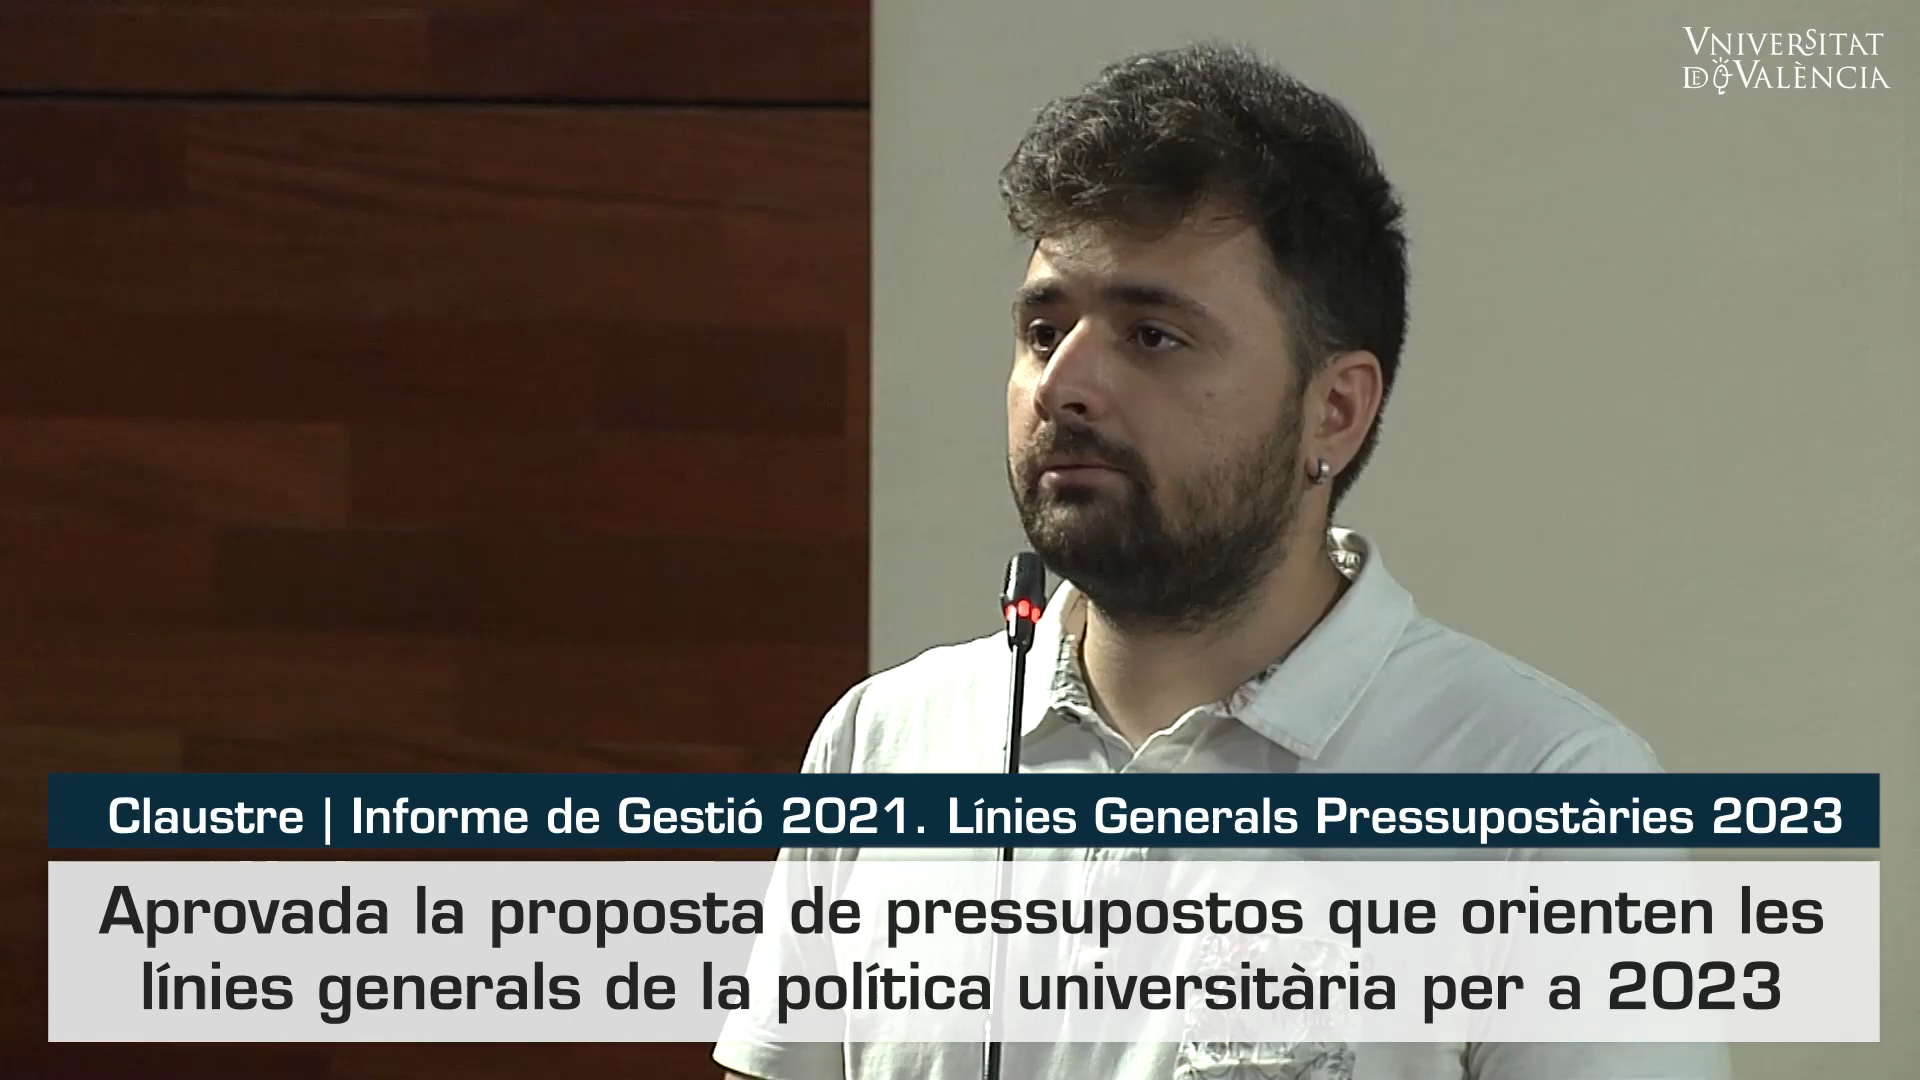 VNIVERSITAT
DE VALÈNCIA
Claustre | Informe de Gestió 2021. Línies Generals Pressupostàries 2023
Aprovada la proposta de pressupostos que orienten les
línies generals de la política universitària per a 2023